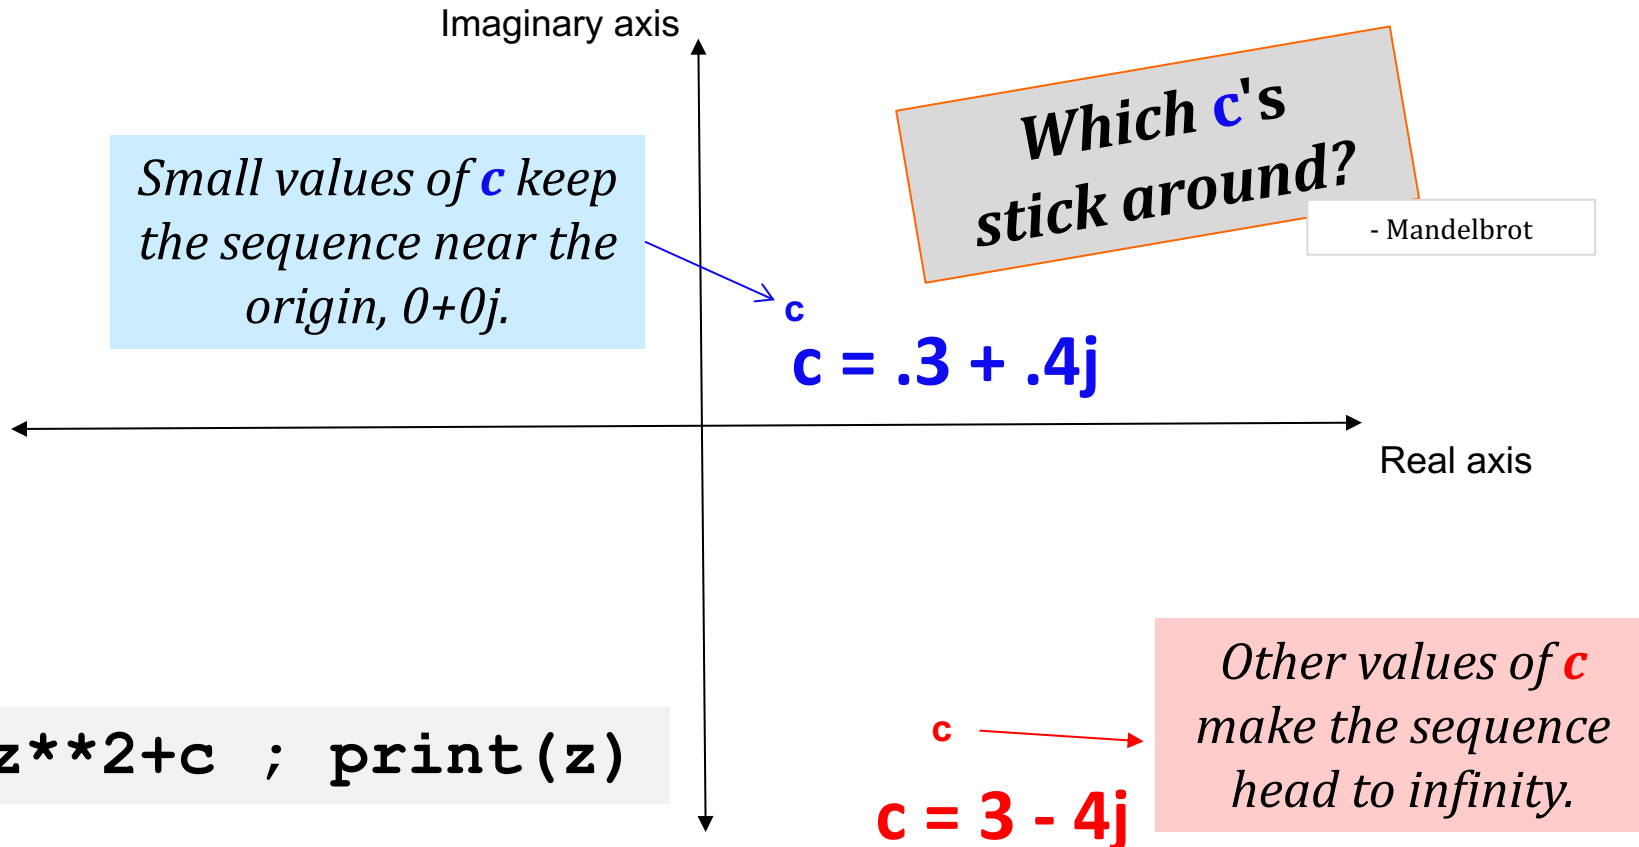 Imaginary axis
Which c's
stick around?
- Mandelbrot
Small values of c keep
the sequence near the
origin, 0+0j.
c
c = .3 + .4j
Real axis
z**2+c ; print(z)
c
c = 3 - 4j
Other values of c
make the sequence
head to infinity.